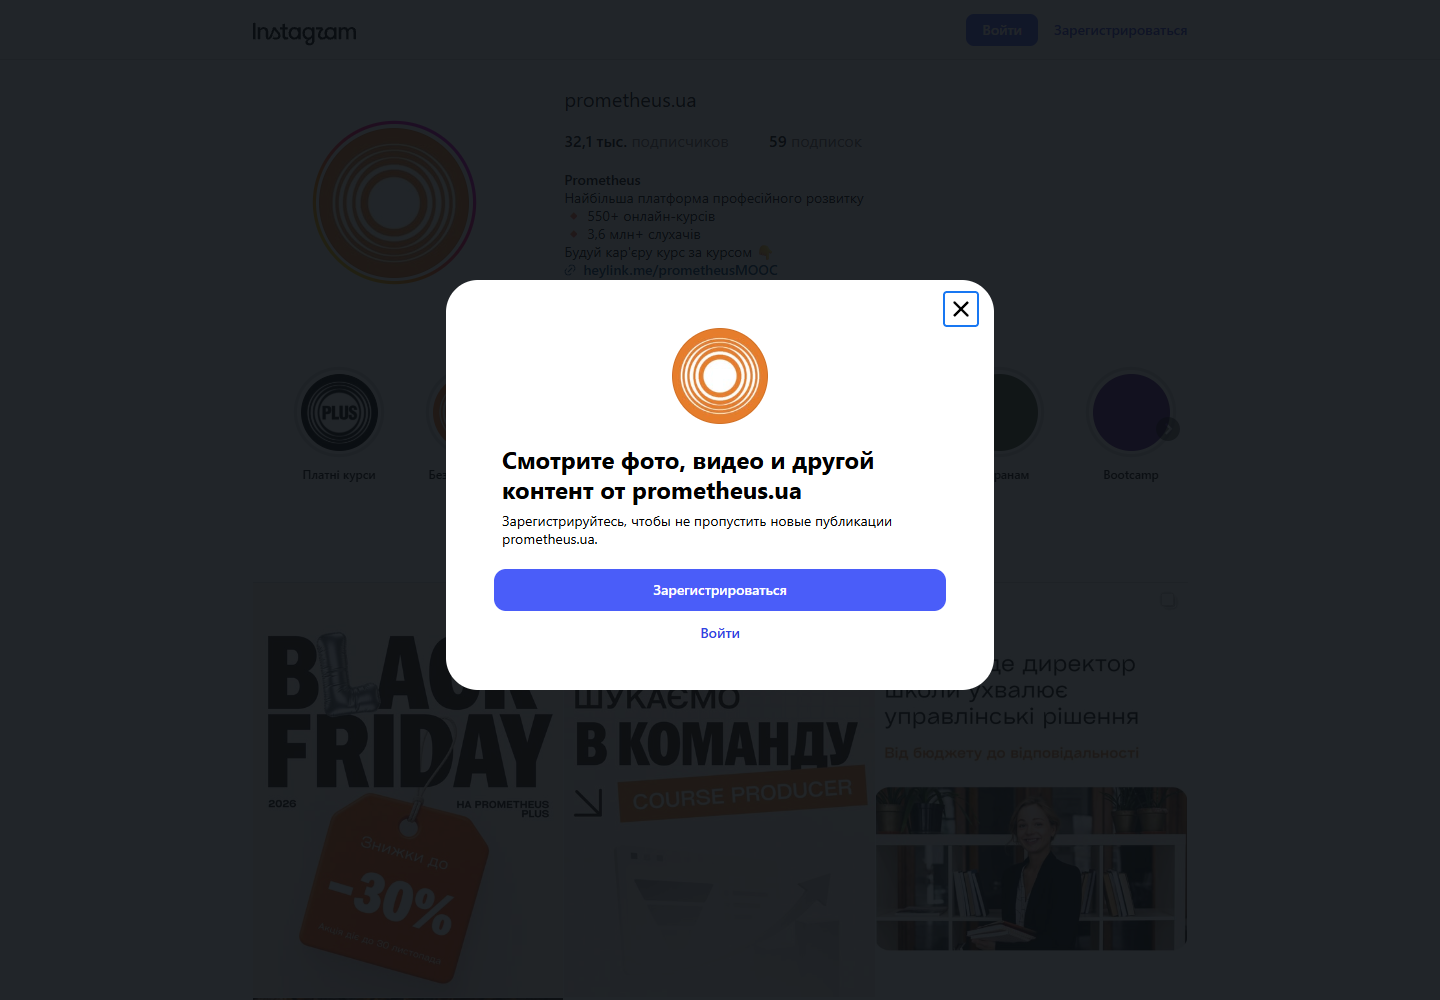 Instagram
Войти
Зарегистрироваться
prometheus.ua
32,1 тыс. подписчиков 59 подписок
Prometheus
Найбільша платформа професійного розвитку
550+ онлайн-курсів
3,6 млн+ слухачів
Будуй кар'єру курс за курсом
heylink.me/prometheusMOOC
PLUS
Платні курси
Bootcamp
Смотрите фото, видео и другой
контент от prometheus.ua
Зарегистрируйтесь, чтобы не пропустить новые публикации
prometheus.ua.
Зарегистрироваться
Войти
BLACK
FRIDAY
2026
НА PROMETHEUS
PLUS
Знижки до
-30%
ШУКАЄМО
В КОМАНДУ
COURSE PRODUCER
де директор
школи ухвалює
управлінські рішення
Від бюджету до відповідальності